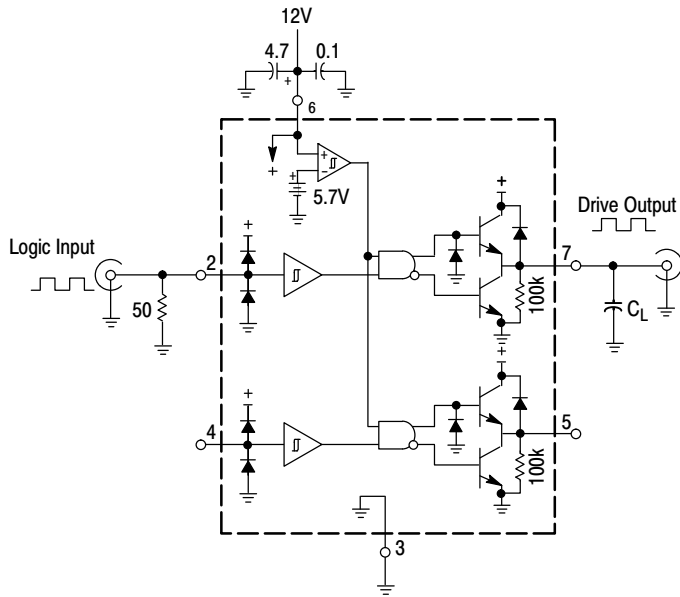 12V
4.7
0.1
+
6
+
+
−
+
5.7V
+
Drive Output
Logic Input
+
2
7
50
100k
CL
+
+
4
5
100k
3